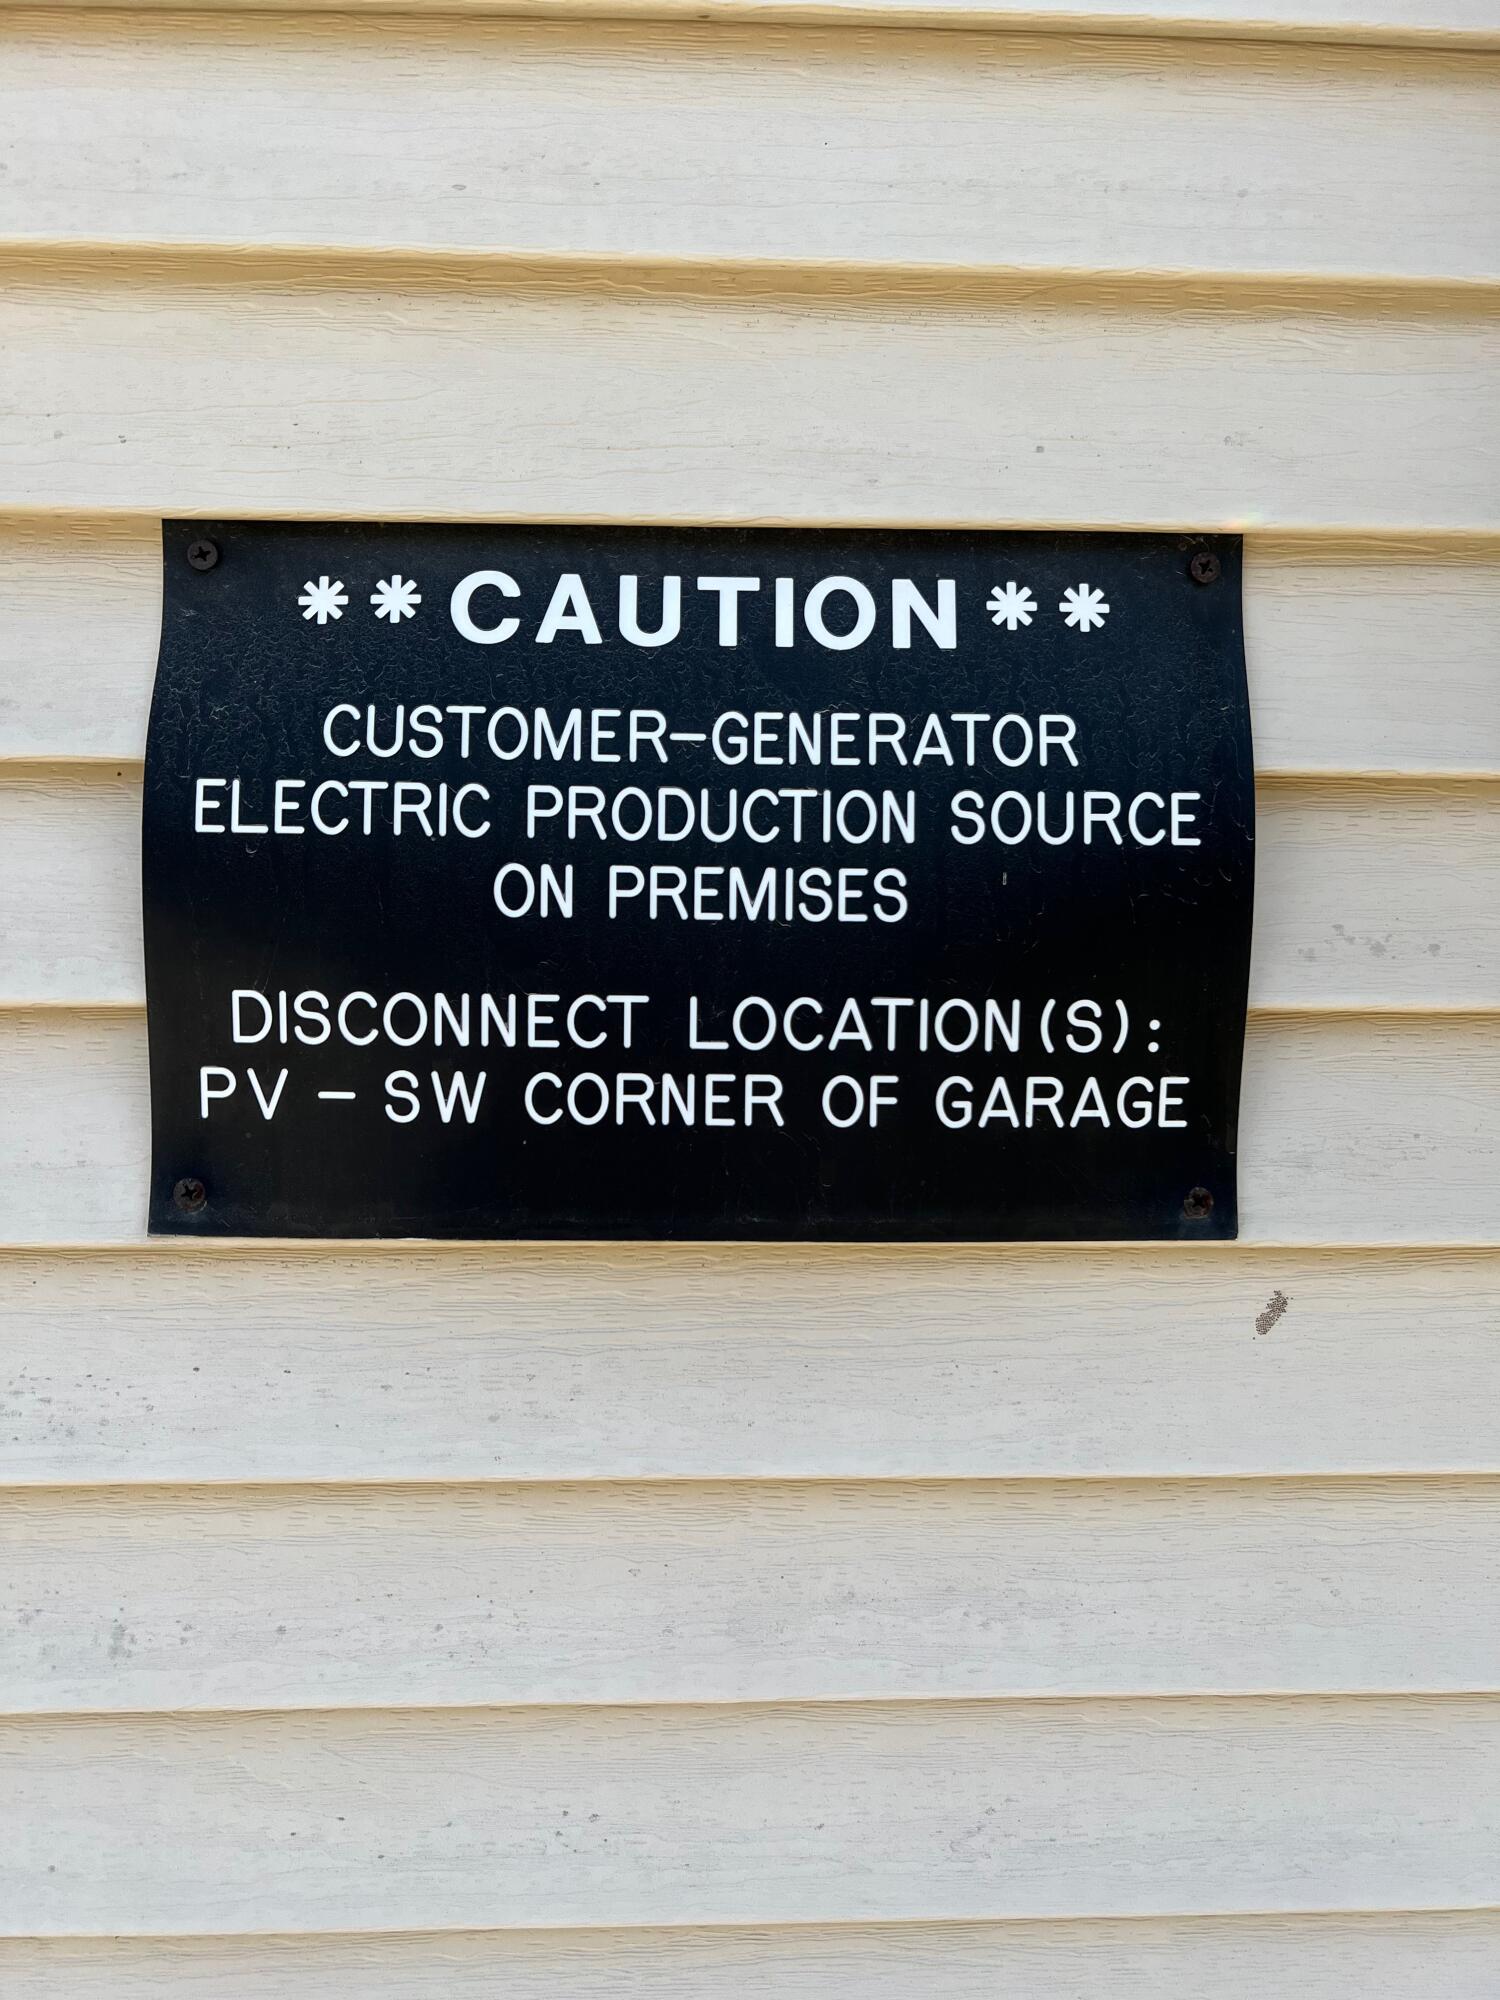 **CAUTION**
CUSTOMER-GENERATOR
ELECTRIC PRODUCTION SOURCE
ON PREMISES
DISCONNECT LOCATION(S):
PV - SW CORNER OF GARAGE